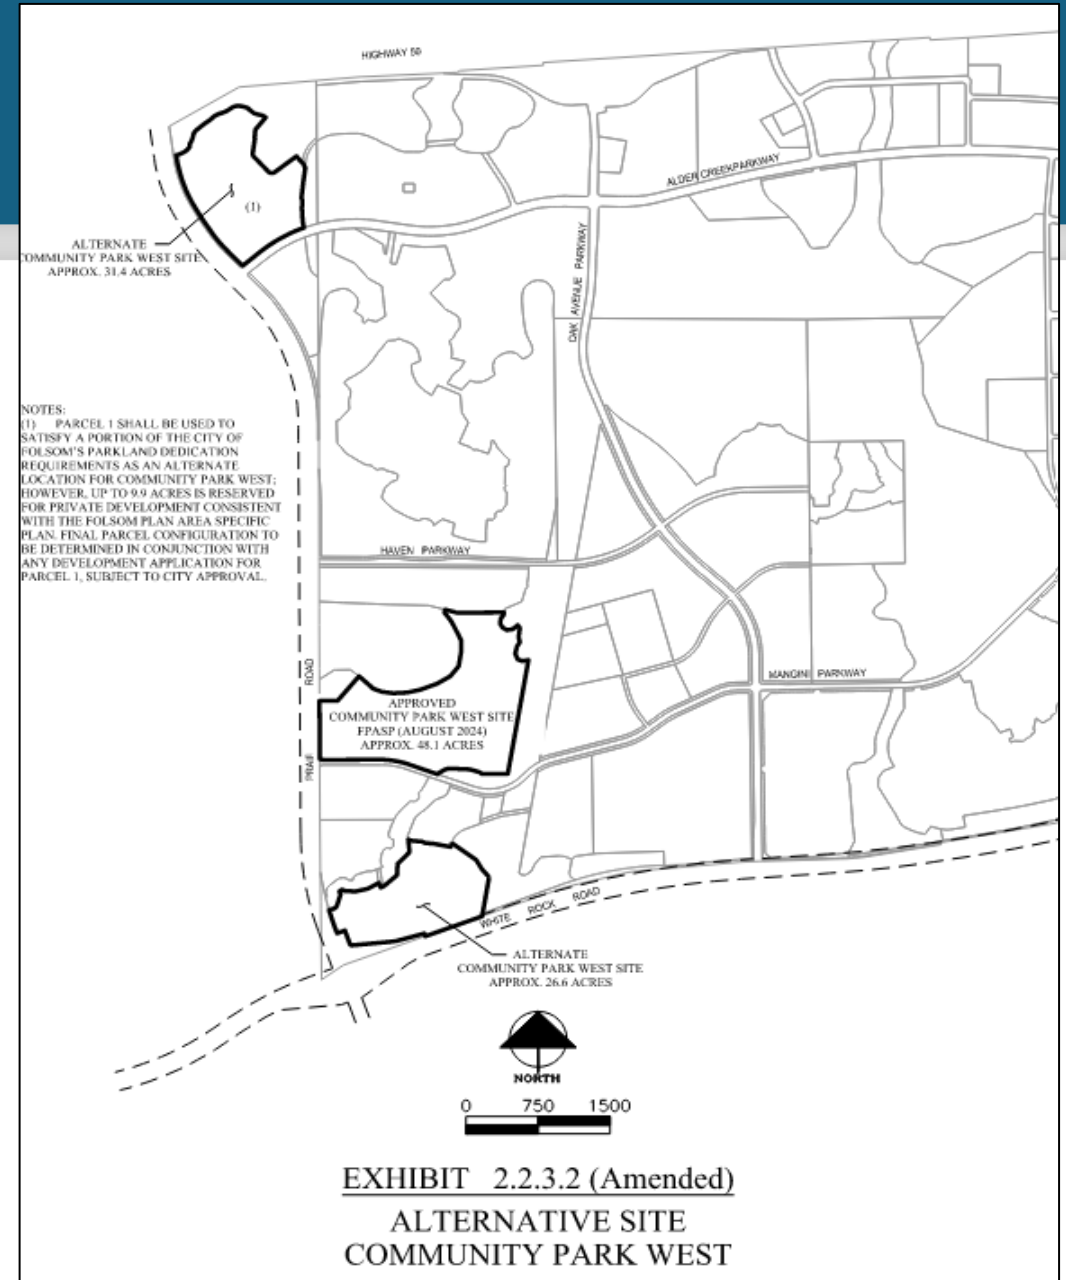 HIGHWAY 50
ALDER CREEK PARKWAY
(1)
ALTERNATE
COMMUNITY PARK WEST SITE
APPROX. 31.4 ACRES
OAK AVENUE PARKWAY
NOTES:
(1) PARCEL 1 SHALL BE USED TO
SATISFY A PORTION OF THE CITY OF
FOLSOM'S PARKLAND DEDICATION
REQUIREMENTS AS AN ALTERNATE
LOCATION FOR COMMUNITY PARK WEST;
HOWEVER, UP TO 9.9 ACRES IS RESERVED
FOR PRIVATE DEVELOPMENT CONSISTENT
WITH THE FOLSOM PLAN AREA SPECIFIC
PLAN. FINAL PARCEL CONFIGURATION TO
BE DETERMINED IN CONJUNCTION WITH
ANY DEVELOPMENT APPLICATION FOR
PARCEL 1, SUBJECT TO CITY APPROVAL.
HAVEN PARKWAY
MANGINI PARKWAY
ROAD
APPROVED
COMMUNITY PARK WEST SITE
FPASP (AUGUST 2024)
APPROX. 48.1 ACRES
WHITE ROCK ROAD
ALTERNATE
COMMUNITY PARK WEST SITE
APPROX. 26.6 ACRES
NORTH
0 750 1500
EXHIBIT 2.2.3.2 (Amended)
ALTERNATIVE SITE
COMMUNITY PARK WEST